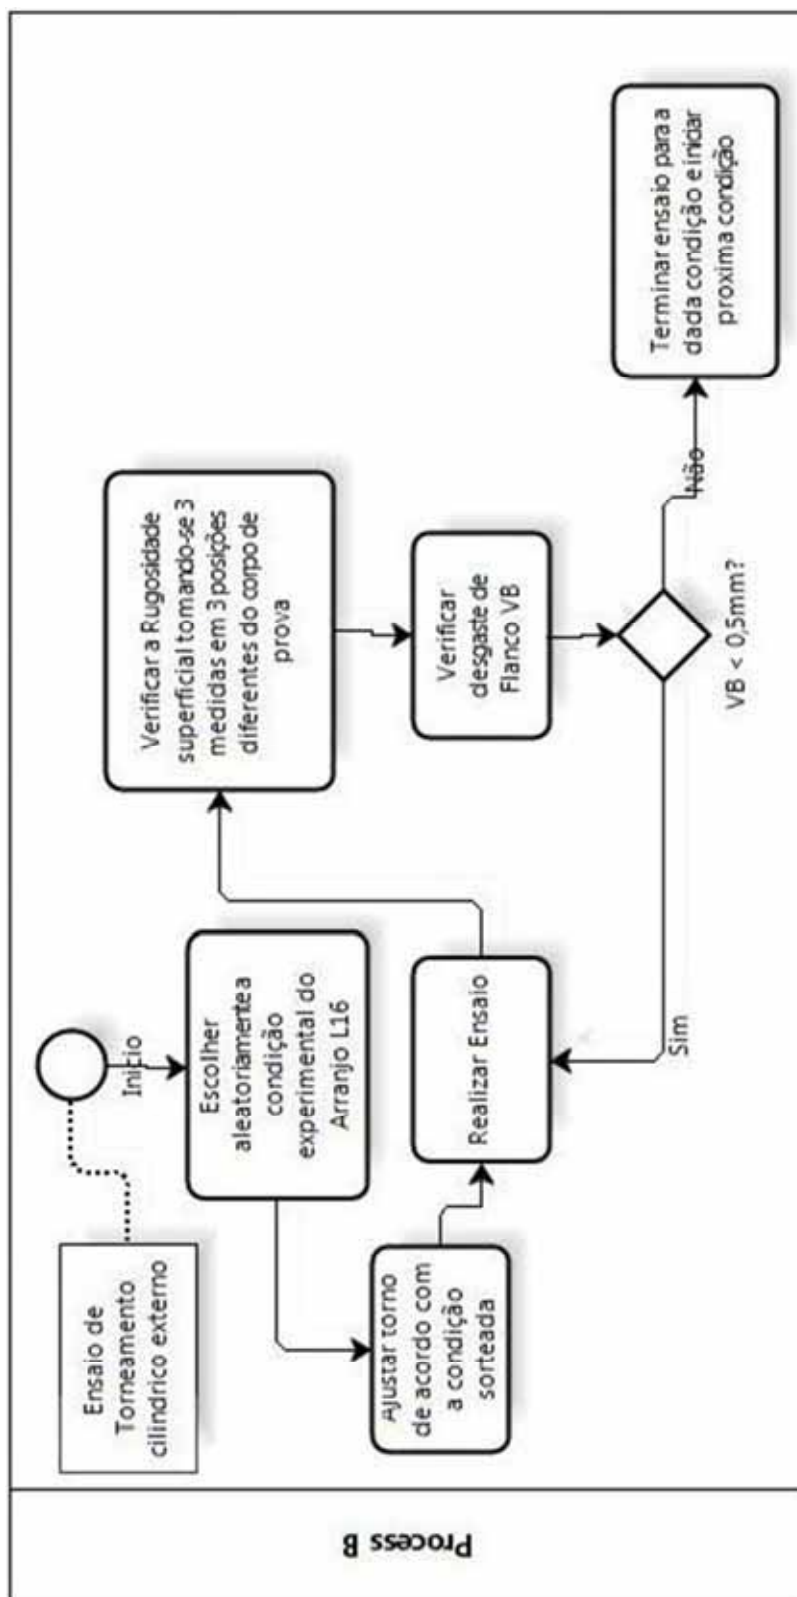 Process B
Ensaio de
Torneamento
cilindrico externo
Inicio
Escolher
aleatoriamente a
condição
experimental do
Arranjo L16
Ajustar torno
de acordo com
a condição
sorteada
Realizar Ensaio
Verificar a Rugosidade
superficial tomando-se 3
medidas em 3 posições
diferentes do corpo de
prova
Verificar
desgaste de
Flanco VB
VB < 0,5mm?
Sim
Não
Terminar ensaio para a
dada condição e iniciar
proxima condição